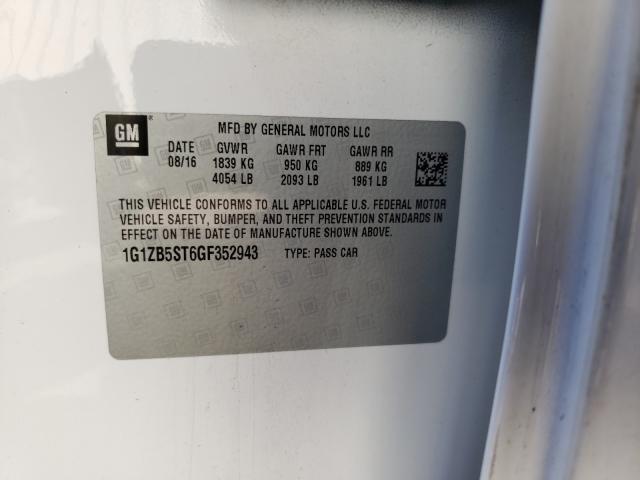 GM
MFD BY GENERAL MOTORS LLC
DATE GVWR GAWR FRT GAWR RR
08/16 1839 KG 950 KG 889 KG
4054 LB 2093 LB 1961 LB
THIS VEHICLE CONFORMS TO ALL APPLICABLE U.S. FEDERAL MOTOR
VEHICLE SAFETY, BUMPER, AND THEFT PREVENTION STANDARDS IN
EFFECT ON THE DATE OF MANUFACTURE SHOWN ABOVE.
1G1ZB5ST6GF352943 TYPE: PASS CAR